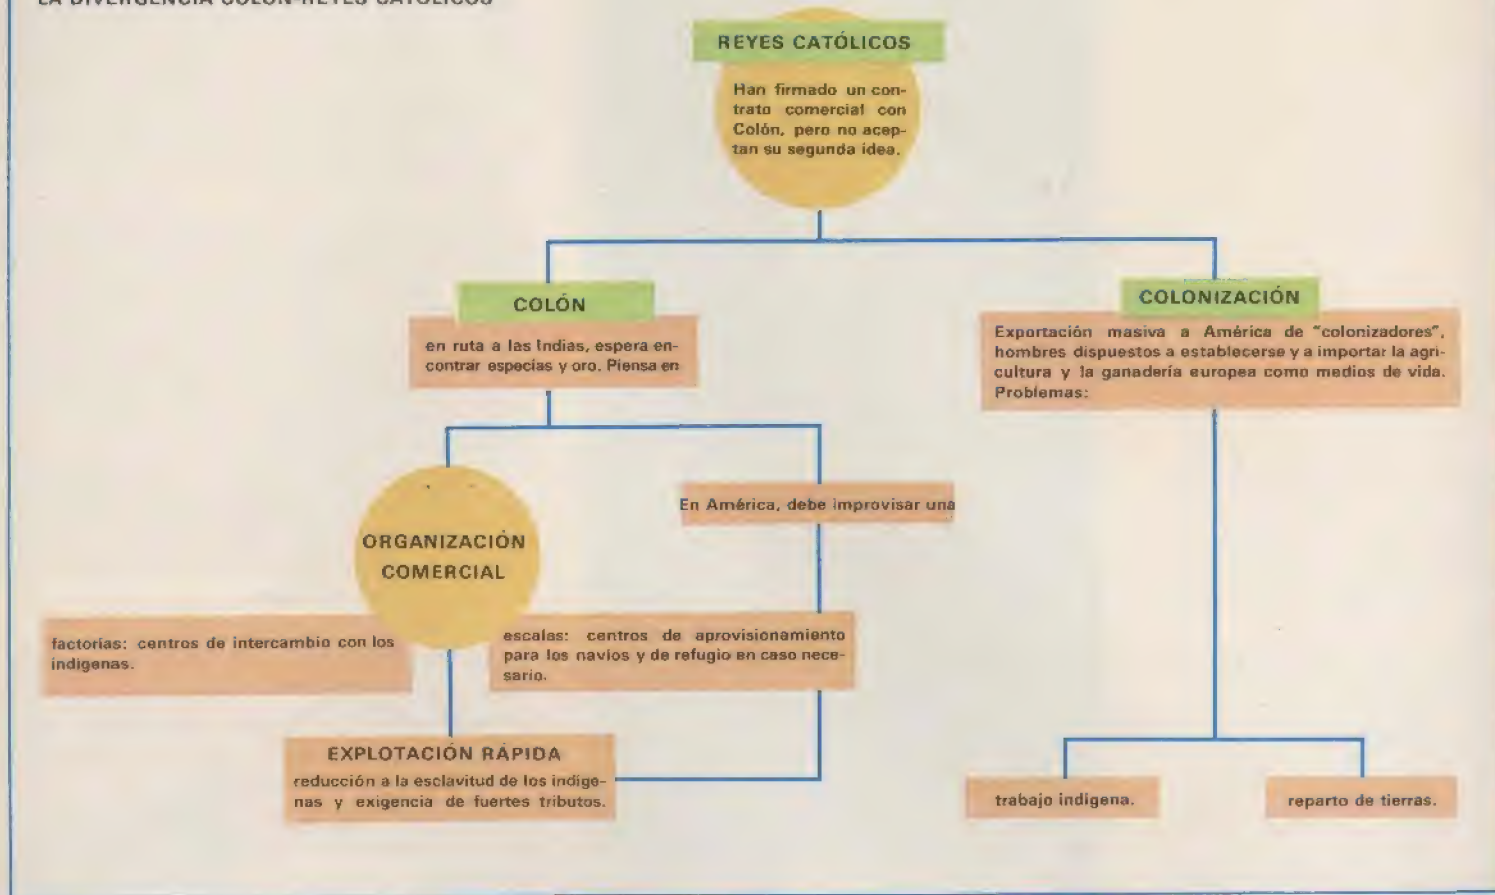 LA DIVERGENCIA COLÓN-REYES CATÓLICOS
REYES CATÓLICOS
Han firmado un con-
trato comercial con
Colón, pero no acep-
tan su segunda idea.
COLÓN
en ruta a las Indias, espera en-
contrar especias y oro. Piensa en
COLONIZACIÓN
Exportación masiva a América de "colonizadores",
hombres dispuestos a establecerse y a importar la agri-
cultura y la ganadería europea como medios de vida.
Problemas:
En América, debe improvisar una
ORGANIZACIÓN
COMERCIAL
factorías: centros de intercambio con los
indígenas.
escalas: centros de aprovisionamiento
para los navíos y de refugio en caso nece-
sario.
EXPLOTACIÓN RÁPIDA
reducción a la esclavitud de los indíge-
nas y exigencia de fuertes tributos.
trabajo indígena.
reparto de tierras.